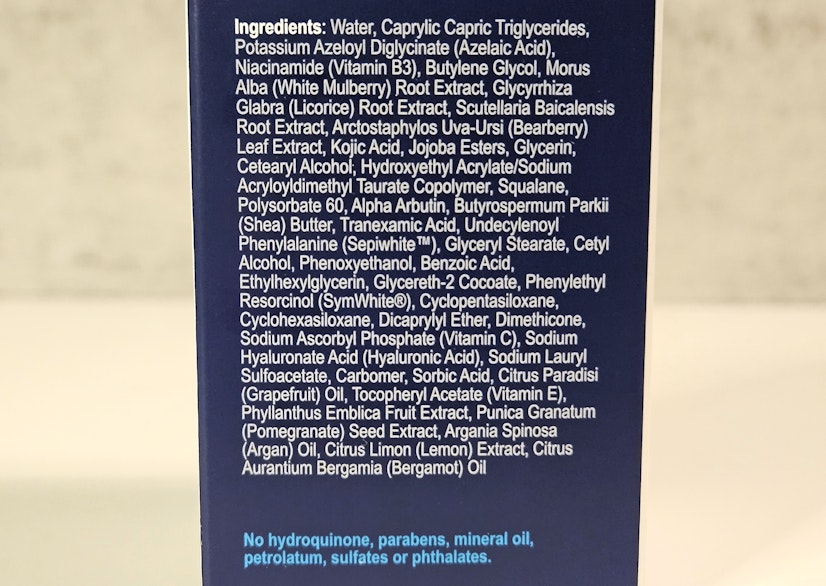 Ingredients: Water, Caprylic Capric Triglycerides,
Potassium Azeloyl Diglycinate (Azelaic Acid),
Niacinamide (Vitamin B3), Butylene Glycol, Morus
Alba (White Mulberry) Root Extract, Glycyrrhiza
Glabra (Licorice) Root Extract, Scutellaria Baicalensis
Root Extract, Arctostaphylos Uva-Ursi (Bearberry)
Leaf Extract, Kojic Acid, Jojoba Esters, Glycerin,
Cetearyl Alcohol, Hydroxyethyl Acrylate/Sodium
Acryloyldimethyl Taurate Copolymer, Squalane,
Polysorbate 60, Alpha Arbutin, Butyrospermum Parkii
(Shea) Butter, Tranexamic Acid, Undecylenoyl
Phenylalanine (Sepiwhite™), Glyceryl Stearate, Cetyl
Alcohol, Phenoxyethanol, Benzoic Acid,
Ethylhexylglycerin, Glycereth-2 Cocoate, Phenylethyl
Resorcinol (SymWhite®), Cyclopentasiloxane,
Cyclohexasiloxane, Dicaprylyl Ether, Dimethicone,
Sodium Ascorbyl Phosphate (Vitamin C), Sodium
Hyaluronate Acid (Hyaluronic Acid), Sodium Lauryl
Sulfoacetate, Carbomer, Sorbic Acid, Citrus Paradisi
(Grapefruit) Oil, Tocopheryl Acetate (Vitamin E),
Phyllanthus Emblica Fruit Extract, Punica Granatum
(Pomegranate) Seed Extract, Argania Spinosa
(Argan) Oil, Citrus Limon (Lemon) Extract, Citrus
Aurantium Bergamia (Bergamot) Oil
No hydroquinone, parabens, mineral oil,
petrolatum, sulfates or phthalates.